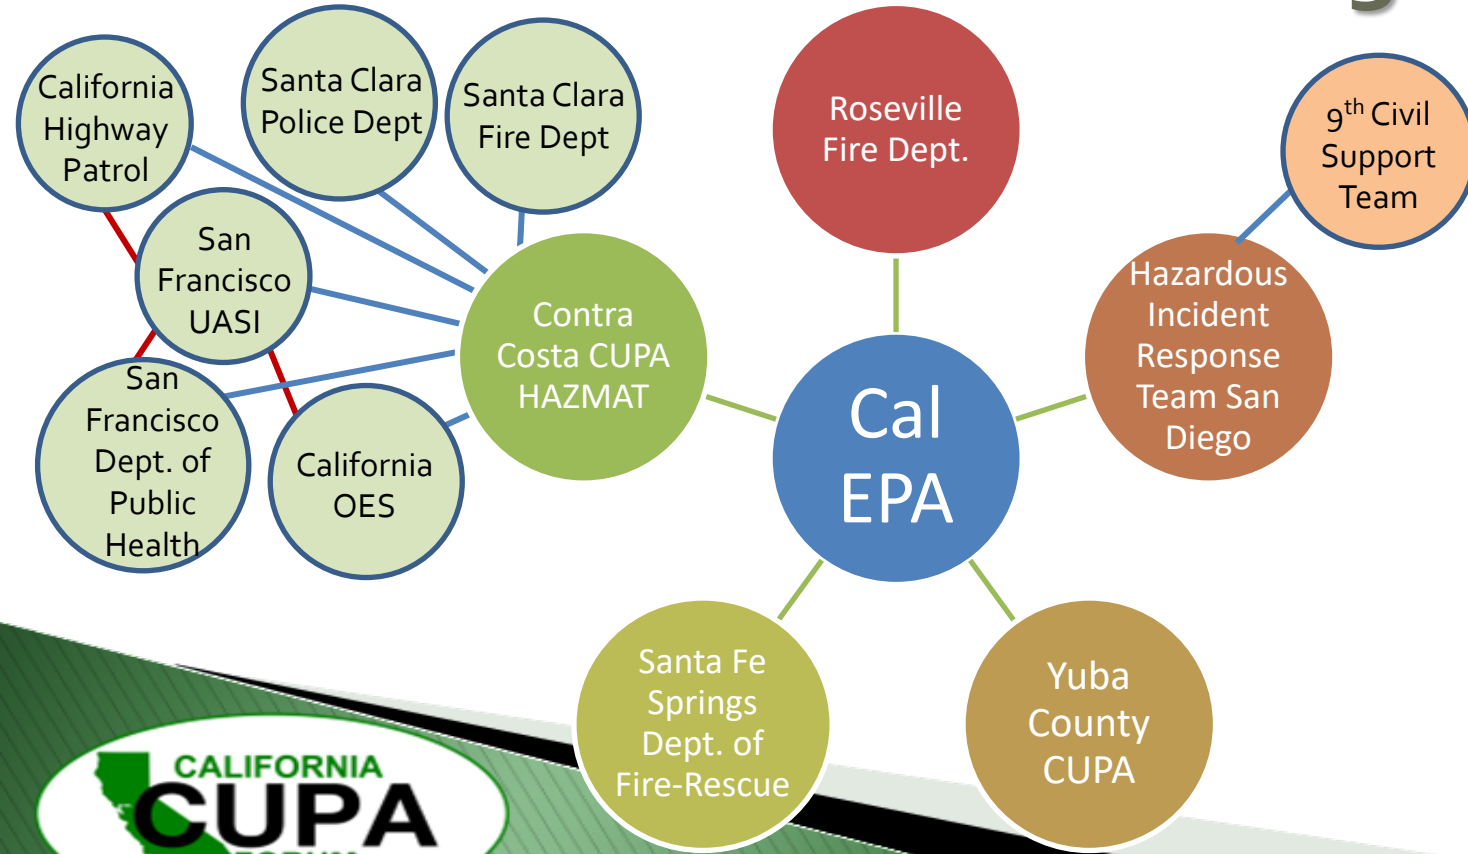 California
Highway
Patrol
Santa Clara
Police Dept
Santa Clara
Fire Dept
Roseville
Fire Dept.
9th Civil
Support
Team
San
Francisco
UASI
Contra
Costa CUPA
HAZMAT
Hazardous
Incident
Response
Team San
Diego
San
Francisco
Dept. of
Public
Health
California
OES
Cal
EPA
Santa Fe
Springs
Dept. of
Fire-Rescue
Yuba
County
CUPA
CALIFORNIA
CUPA
FORUM